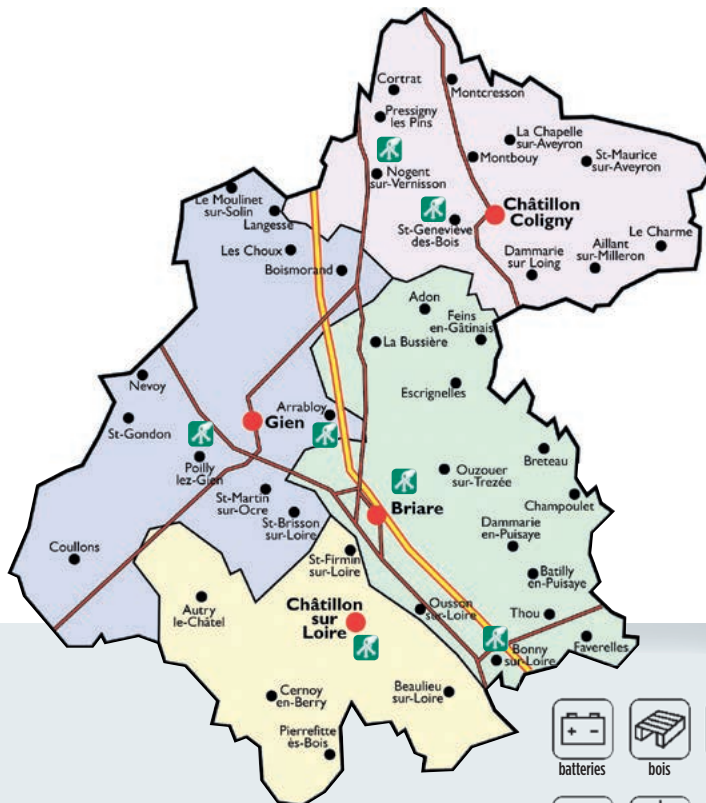 Cortrat
Montcresson
Pressigny
les Pins
La Chapelle
sur-Aveyron
Montbouy
St-Maurice
sur-Aveyron
Nogent
sur-Vernisson
Le Moulinet
sur-Solin
Langesse
Châtillon
Coligny
St-Geneviève
des-Bois
Le Charme
Les Choux
Dammarie
sur Loing
Aillant
sur-Milleron
Boismorand
Adon
Feins
en-Gâtinais
La Bussière
Nevoy
Escrignelles
Arrabloy
Gien
St-Gondon
Breteau
Poilly
lez-Gien
Ouzouer
sur-Trezée
St-Martin
sur-Ocre
Champoulet
Briare
St-Brisson
sur-Loire
Dammarie
en-Puisaye
Coullons
St-Firmin
sur-Loire
Batilly
en-Puisaye
Autry
le-Châtel
Châtillon
sur
Loire
Ousson
sur-Loire
Thou
Bonny
sur-Loire
Faverelles
Cernoy
en-Berry
Beaulieu
sur-Loire
Pierrefitte
ès-Bois
batteries
bois